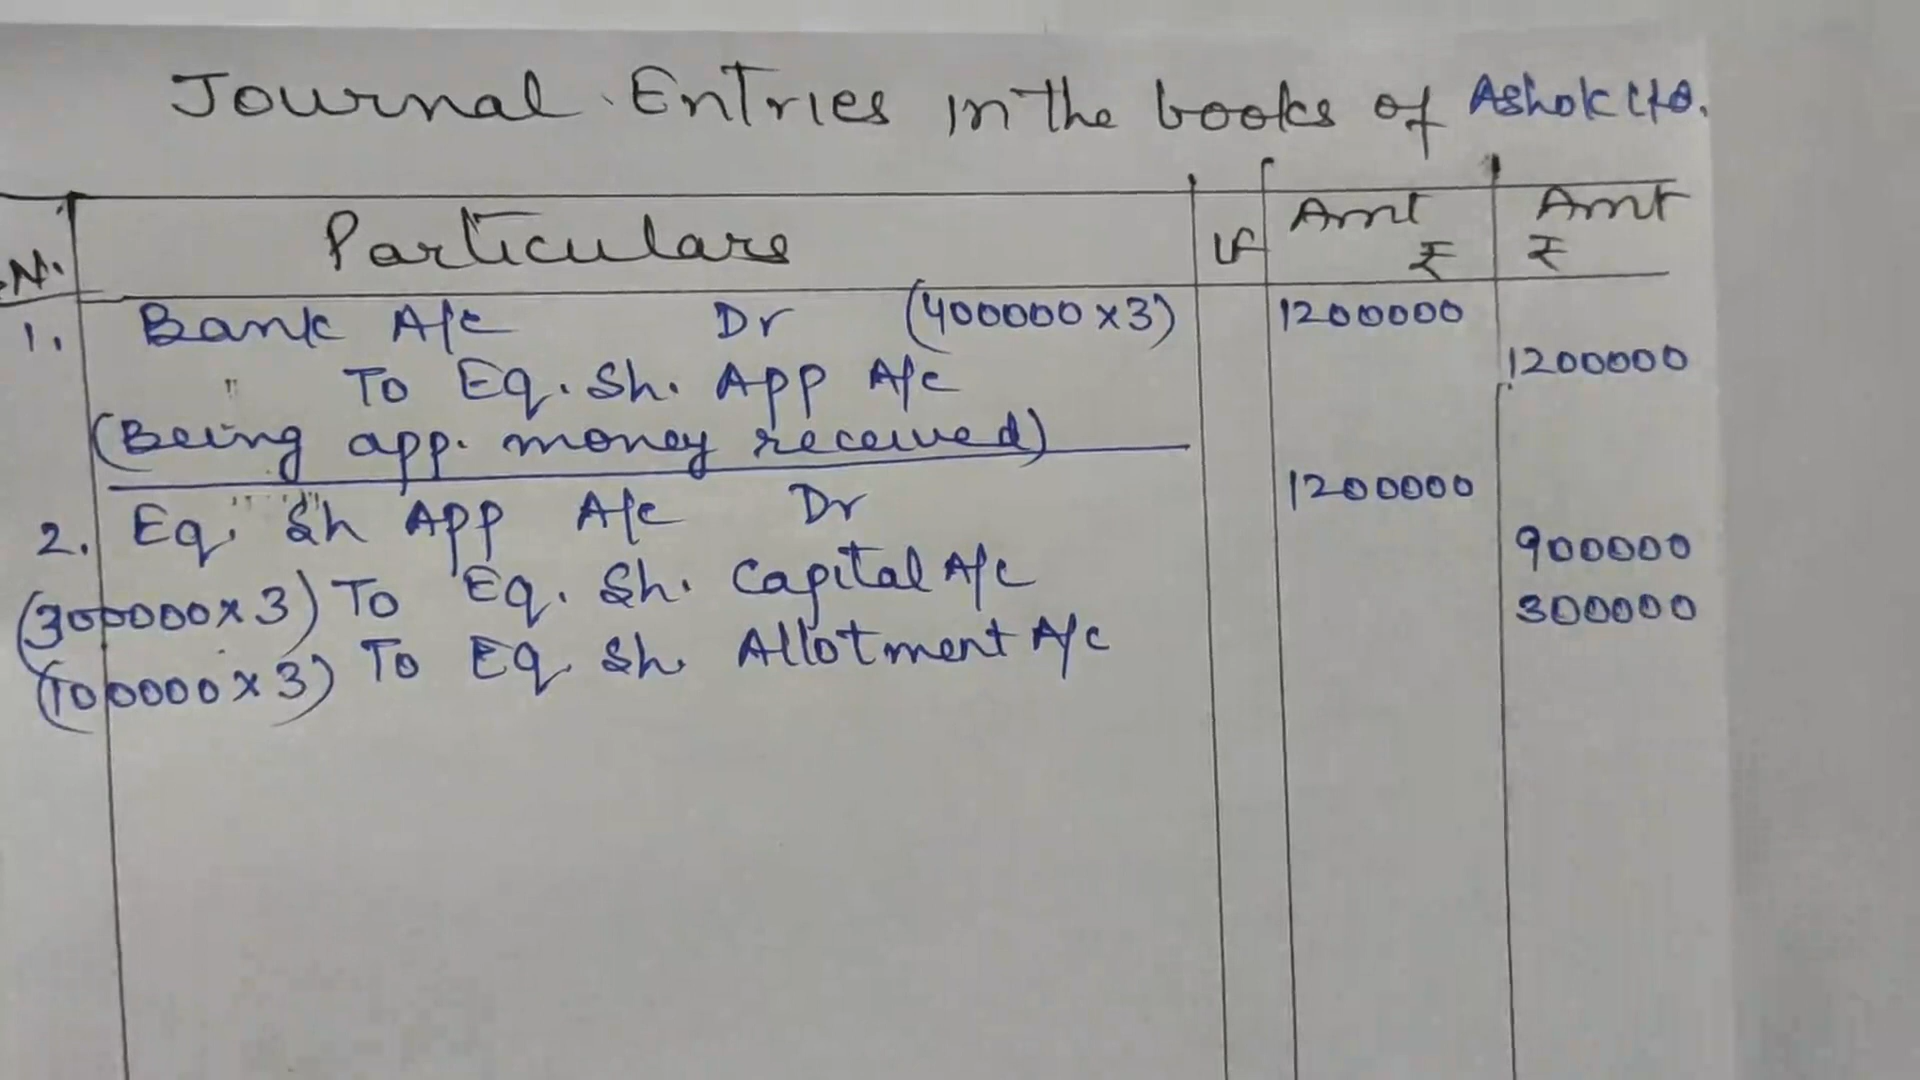 Journal Entries in the books of Ashok Ltd.
N. Particulars LF Amt ₹ Amt ₹
1. Bank A/c Dr (400000 x 3) 1200000
To Eq. Sh. App A/c 1200000
(Being app. money received)
2. Eq. Sh App A/c Dr 1200000
(300000 x 3) To Eq. Sh. Capital A/c 900000
(100000 x 3) To Eq. Sh. Allotment A/c 300000